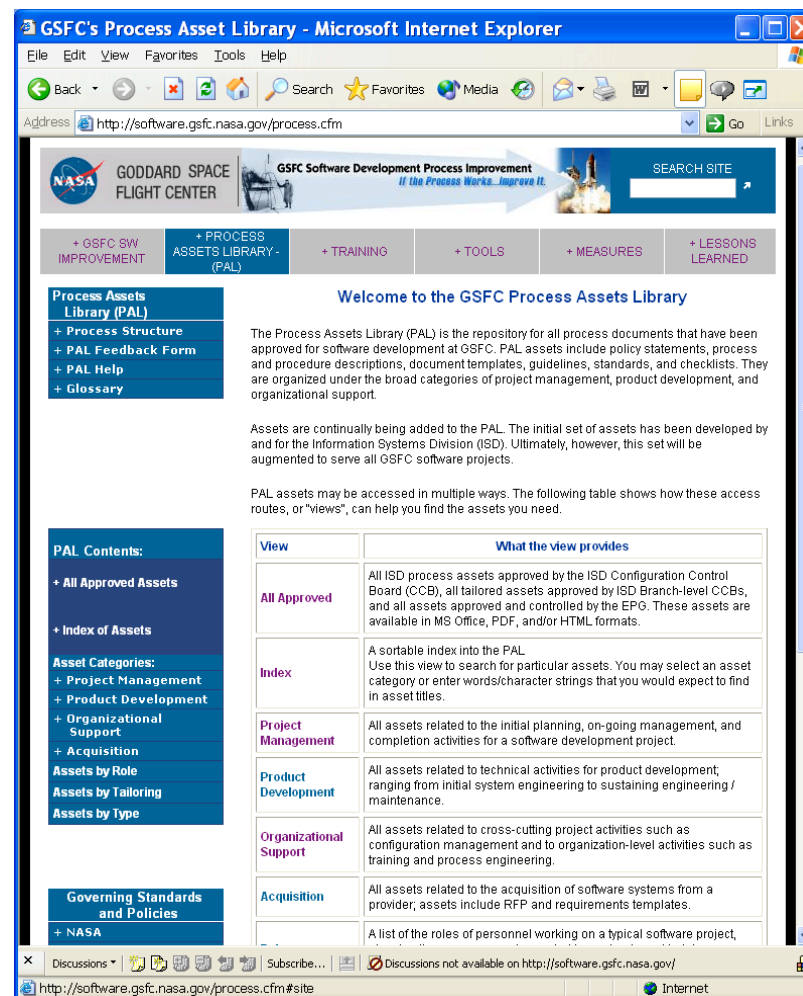 GSFC's Process Asset Library - Microsoft Internet Explorer
File Edit View Favorites Tools Help
Back Search Favorites Media
Address http://software.gsfc.nasa.gov/process.cfm Go Links
NASA
GODDARD SPACE
FLIGHT CENTER
GSFC Software Development Process Improvement
If the Process Works...Improve It.
SEARCH SITE
+ GSFC SW
IMPROVEMENT
+ PROCESS
ASSETS LIBRARY -
(PAL)
+ TRAINING
+ TOOLS
+ MEASURES
+ LESSONS
LEARNED
Process Assets
Library (PAL)
+ Process Structure
+ PAL Feedback Form
+ PAL Help
+ Glossary
Welcome to the GSFC Process Assets Library
The Process Assets Library (PAL) is the repository for all process documents that have been
approved for software development at GSFC. PAL assets include policy statements, process
and procedure descriptions, document templates, guidelines, standards, and checklists. They
are organized under the broad categories of project management, product development, and
organizational support.
Assets are continually being added to the PAL. The initial set of assets has been developed by
and for the Information Systems Division (ISD). Ultimately, however, this set will be
augmented to serve all GSFC software projects.
PAL assets may be accessed in multiple ways. The following table shows how these access
routes, or "views", can help you find the assets you need.
PAL Contents:
+ All Approved Assets
+ Index of Assets
Asset Categories:
+ Project Management
+ Product Development
+ Organizational
Support
+ Acquisition
Assets by Role
Assets by Tailoring
Assets by Type
Governing Standards
and Policies
+ NASA
View
What the view provides
All Approved
All ISD process assets approved by the ISD Configuration Control
Board (CCB), all tailored assets approved by ISD Branch-level CCBs,
and all assets approved and controlled by the EPG. These assets are
available in MS Office, PDF, and/or HTML formats.
Index
A sortable index into the PAL
Use this view to search for particular assets. You may select an asset
category or enter words/character strings that you would expect to find
in asset titles.
Project
Management
All assets related to the initial planning, on-going management, and
completion activities for a software development project.
Product
Development
All assets related to technical activities for product development;
ranging from initial system engineering to sustaining engineering /
maintenance.
Organizational
Support
All assets related to cross-cutting project activities such as
configuration management and to organization-level activities such as
training and process engineering.
Acquisition
All assets related to the acquisition of software systems from a
provider; assets include RFP and requirements templates.
A list of the roles of personnel working on a typical software project,
Discussions Subscribe... Discussions not available on http://software.gsfc.nasa.gov/
http://software.gsfc.nasa.gov/process.cfm#site Internet